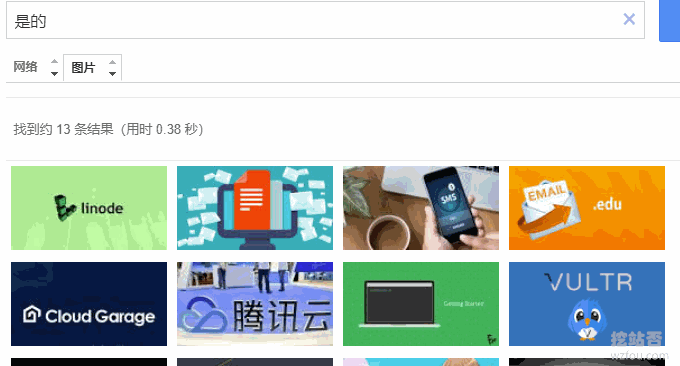 是的
网络
图片
找到约 13 条结果（用时 0.38 秒）
linode
SMS
EMAIL
.edu
Cloud Garage
腾讯云
Getting Started
VULTR
挖站否
wzfou.com